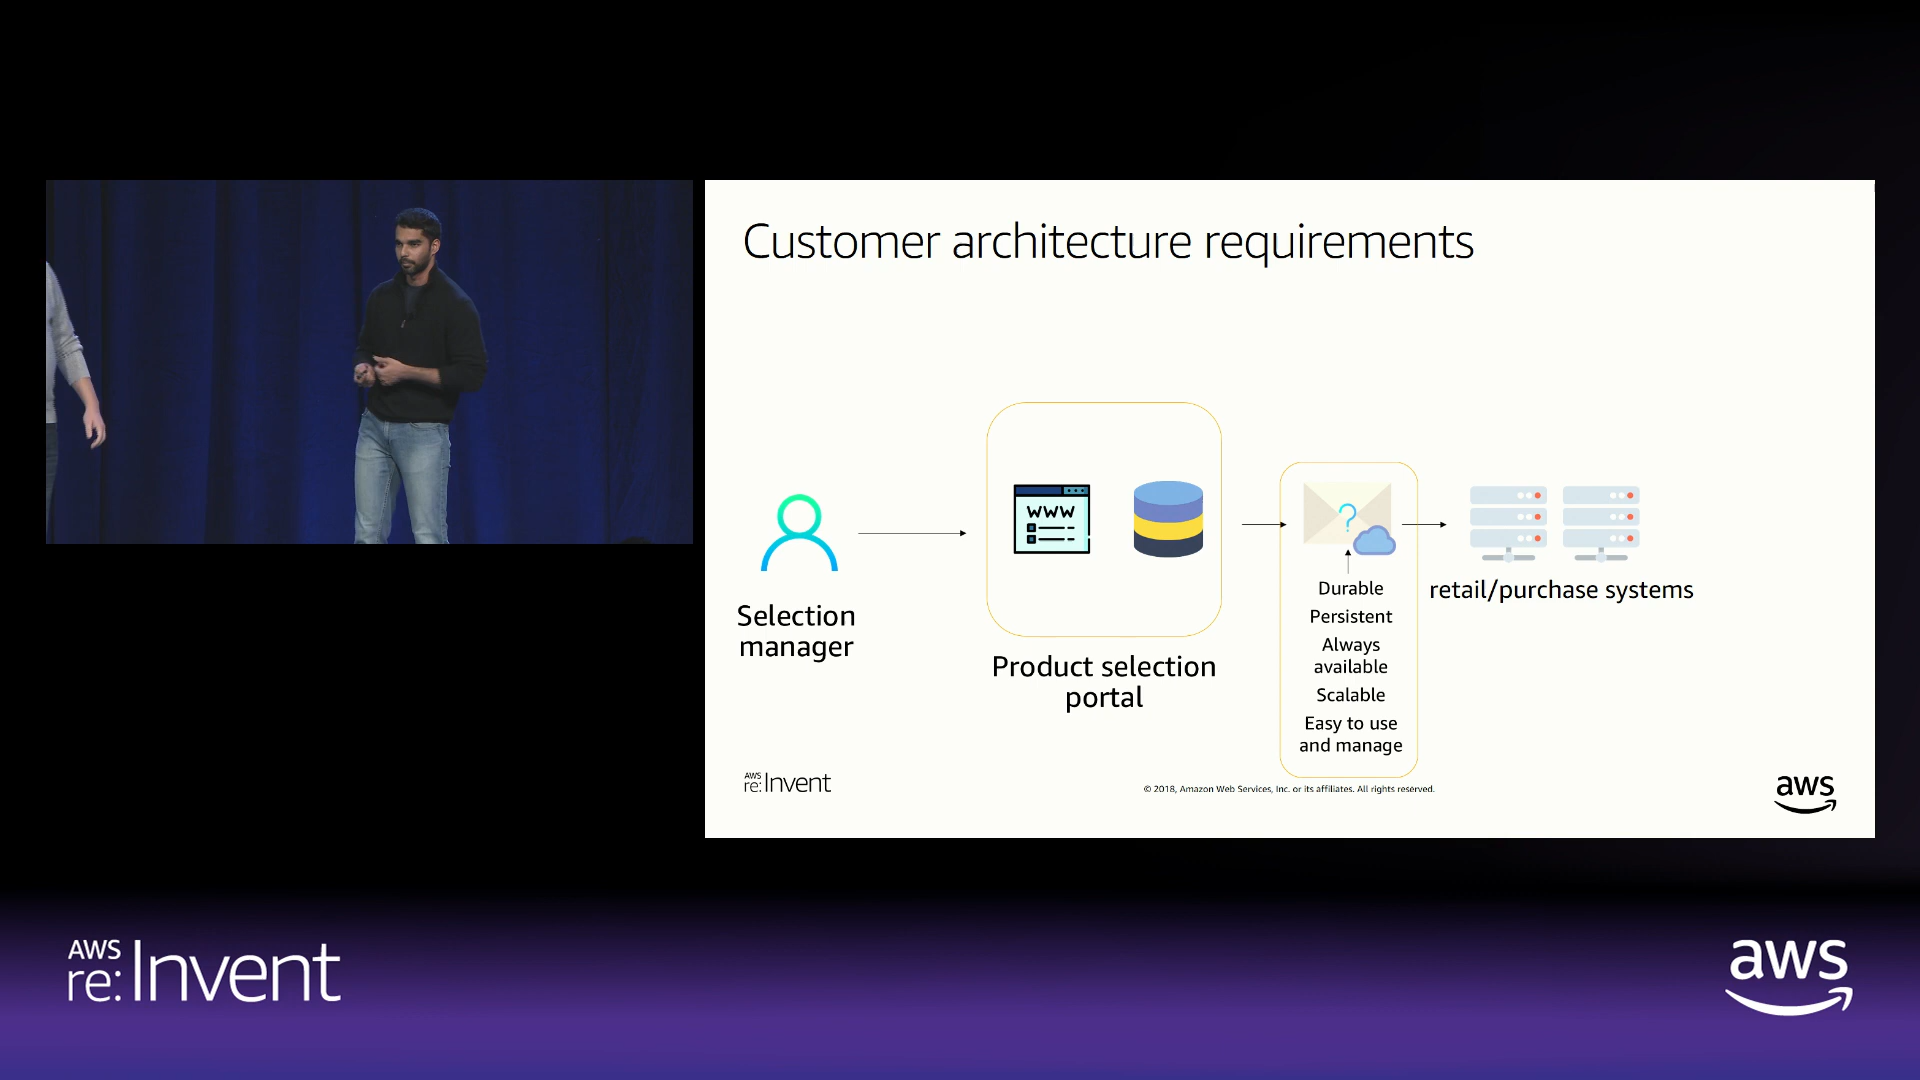 Customer architecture requirements
WWW
?
Selection
manager
Product selection
portal
Durable
Persistent
Always
available
Scalable
Easy to use
and manage
retail/purchase systems
AWS
re:Invent
© 2018, Amazon Web Services, Inc. or its affiliates. All rights reserved.
aws
AWS
re:Invent
aws